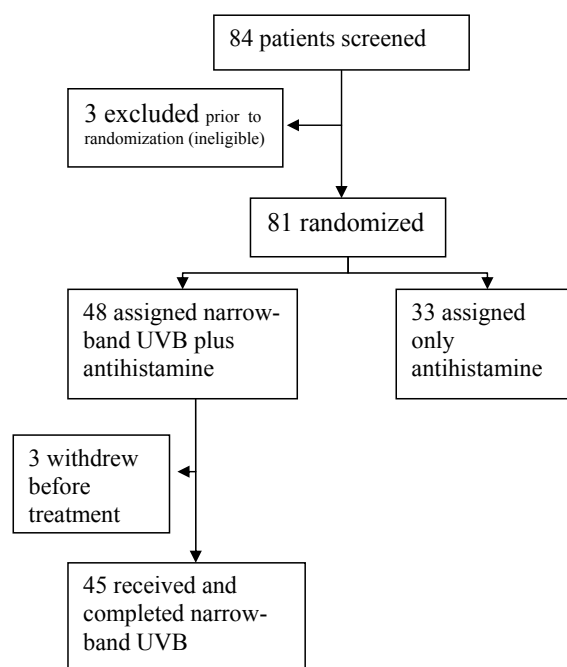 84 patients screened
3 excluded prior to
randomization (ineligible)
81 randomized
48 assigned narrow-
band UVB plus
antihistamine
33 assigned
only
antihistamine
3 withdrew
before
treatment
45 received and
completed narrow-
band UVB